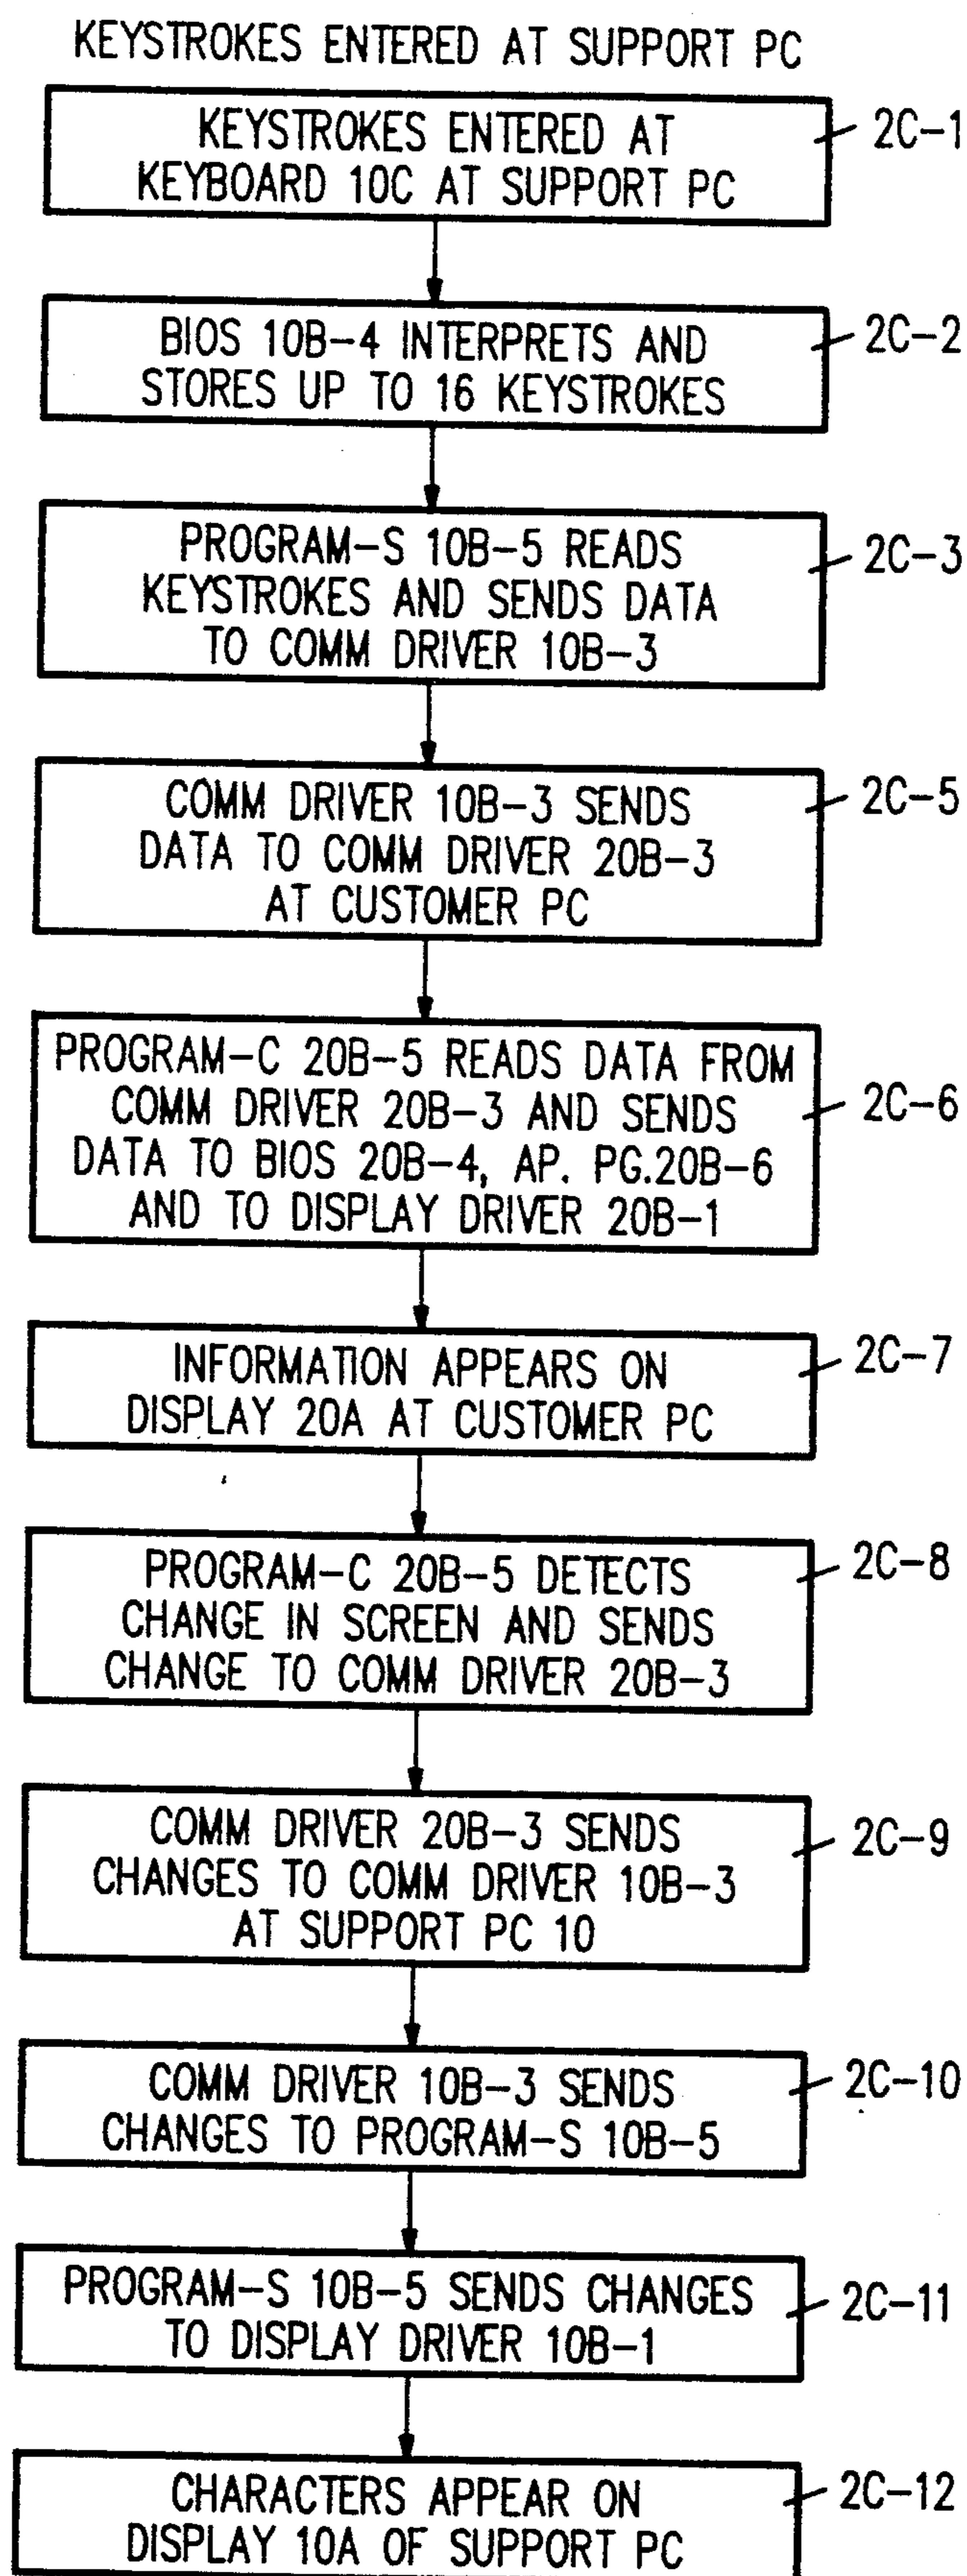 KEYSTROKES ENTERED AT SUPPORT PC
KEYSTROKES ENTERED AT
KEYBOARD 10C AT SUPPORT PC
2C-1
BIOS 10B-4 INTERPRETS AND
STORES UP TO 16 KEYSTROKES
2C-2
PROGRAM-S 10B-5 READS
KEYSTROKES AND SENDS DATA
TO COMM DRIVER 10B-3
2C-3
COMM DRIVER 10B-3 SENDS
DATA TO COMM DRIVER 20B-3
AT CUSTOMER PC
2C-5
PROGRAM-C 20B-5 READS DATA FROM
COMM DRIVER 20B-3 AND SENDS
DATA TO BIOS 20B-4, AP. PG.20B-6
AND TO DISPLAY DRIVER 20B-1
2C-6
INFORMATION APPEARS ON
DISPLAY 20A AT CUSTOMER PC
2C-7
PROGRAM-C 20B-5 DETECTS
CHANGE IN SCREEN AND SENDS
CHANGE TO COMM DRIVER 20B-3
2C-8
COMM DRIVER 20B-3 SENDS
CHANGES TO COMM DRIVER 10B-3
AT SUPPORT PC 10
2C-9
COMM DRIVER 10B-3 SENDS
CHANGES TO PROGRAM-S 10B-5
2C-10
PROGRAM-S 10B-5 SENDS CHANGES
TO DISPLAY DRIVER 10B-1
2C-11
CHARACTERS APPEAR ON
DISPLAY 10A OF SUPPORT PC
2C-12